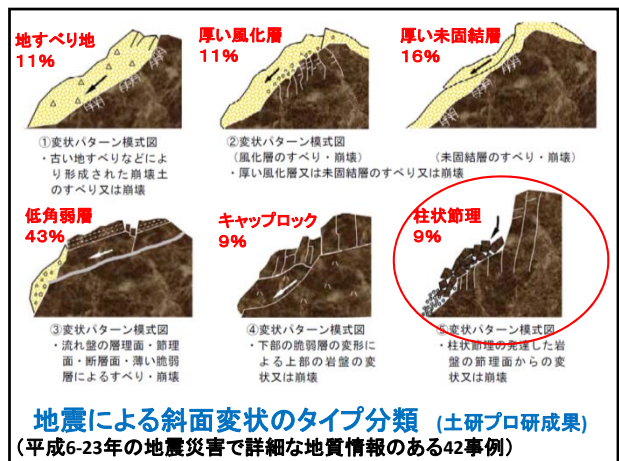 地すべり地
11%
厚い風化層
11%
厚い未固結層
16%
①変状パターン模式図
・古い地すべりなどによ
り形成された崩壊土
のすべり又は崩壊
②変状パターン模式図
(風化層のすべり・崩壊)
(未固結層のすべり・崩壊)
・厚い風化層又は未固結層のすべり又は崩壊
低角弱層
43%
キャップロック
9%
柱状節理
9%
③変状パターン模式図
・流れ盤の層理面・節理
面・断層面・薄い脆弱
層によるすべり・崩壊
④変状パターン模式図
・下部の脆弱層の変形に
よる上部の岩盤の変
状又は崩壊
⑤変状パターン模式図
・柱状節理の発達した岩
盤の節理面からの変
状又は崩壊
地震による斜面変状のタイプ分類 (土研プロ研成果)
(平成6-23年の地震災害で詳細な地質情報のある42事例)